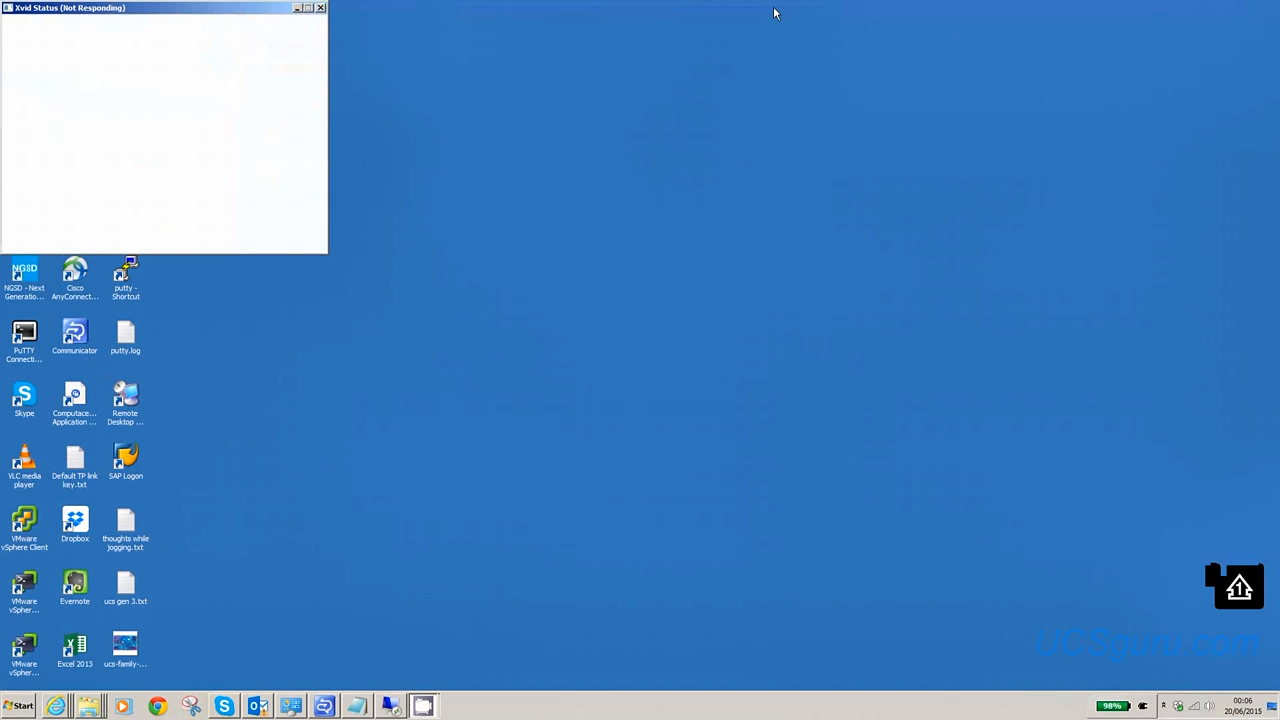 Xvid Status (Not Responding)
NGSD
NGSD - Next
Generatio...
Cisco
AnyConnect...
putty -
Shortcut
PuTTY
Connecti...
Communicator
putty.log
Skype
Computace...
Application ...
Remote
Desktop ...
VLC media
player
Default TP link
key.txt
SAP Logon
VMware
vSphere Client
Dropbox
thoughts while
jogging.txt
VMware
vSpher...
Evernote
ucs gen 3.txt
VMware
vSpher...
Excel 2013
ucs-family-...
1
UCSguru.com
Start
98%
00:06
20/06/2015